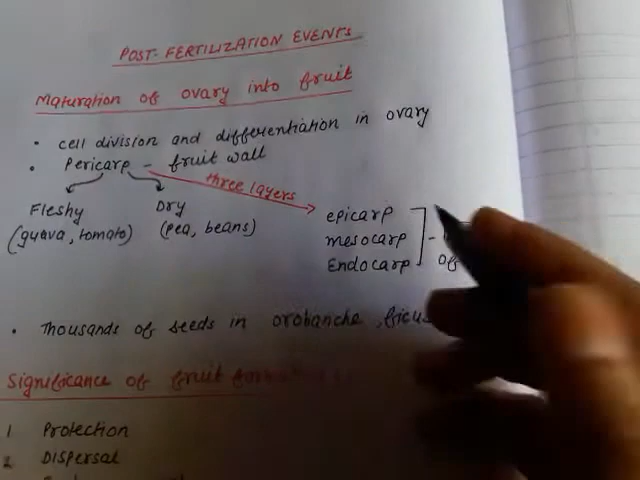 POST-FERTILIZATION EVENTS
Maturation of ovary into fruit
• cell division and differentiation in ovary
• Pericarp - fruit wall
three layers
Fleshy
(guava, tomato)
Dry
(pea, beans)
epicarp
mesocarp -
Endocarp of
• Thousands of seeds in orobanche, ficus
Significance of fruit
1 Protection
2 Dispersal